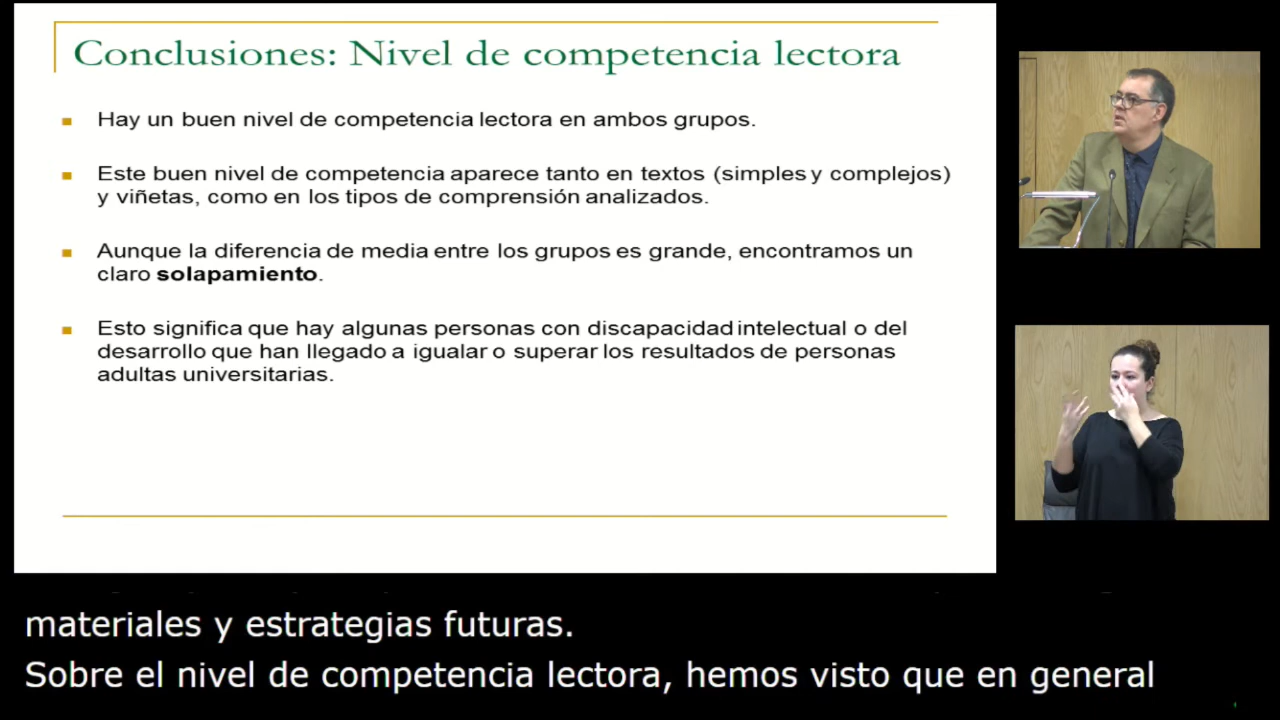 Conclusiones: Nivel de competencia lectora
Hay un buen nivel de competencia lectora en ambos grupos.
Este buen nivel de competencia aparece tanto en textos (simples y complejos)
y viñetas, como en los tipos de comprensión analizados.
Aunque la diferencia de media entre los grupos es grande, encontramos un
claro solapamiento.
Esto significa que hay algunas personas con discapacidad intelectual o del
desarrollo que han llegado a igualar o superar los resultados de personas
adultas universitarias.
materiales y estrategias futuras.
Sobre el nivel de competencia lectora, hemos visto que en general